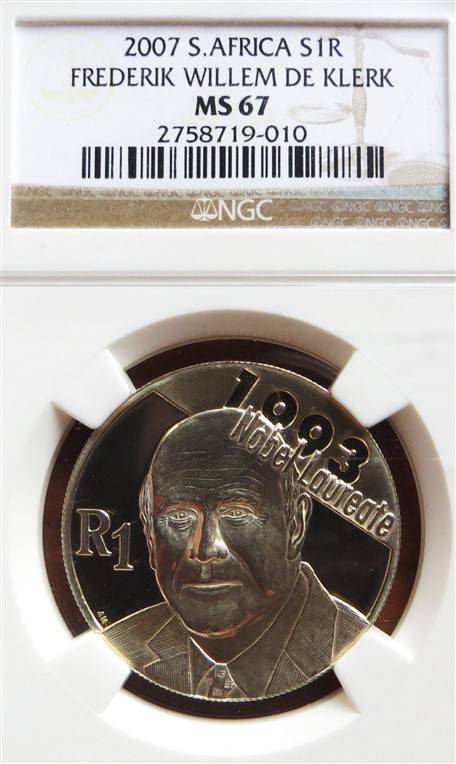 2007 S.AFRICA S1R
FREDERIK WILLEM DE KLERK
MS 67
2758719-010
NGC
1993
Nobel Laureate
R1